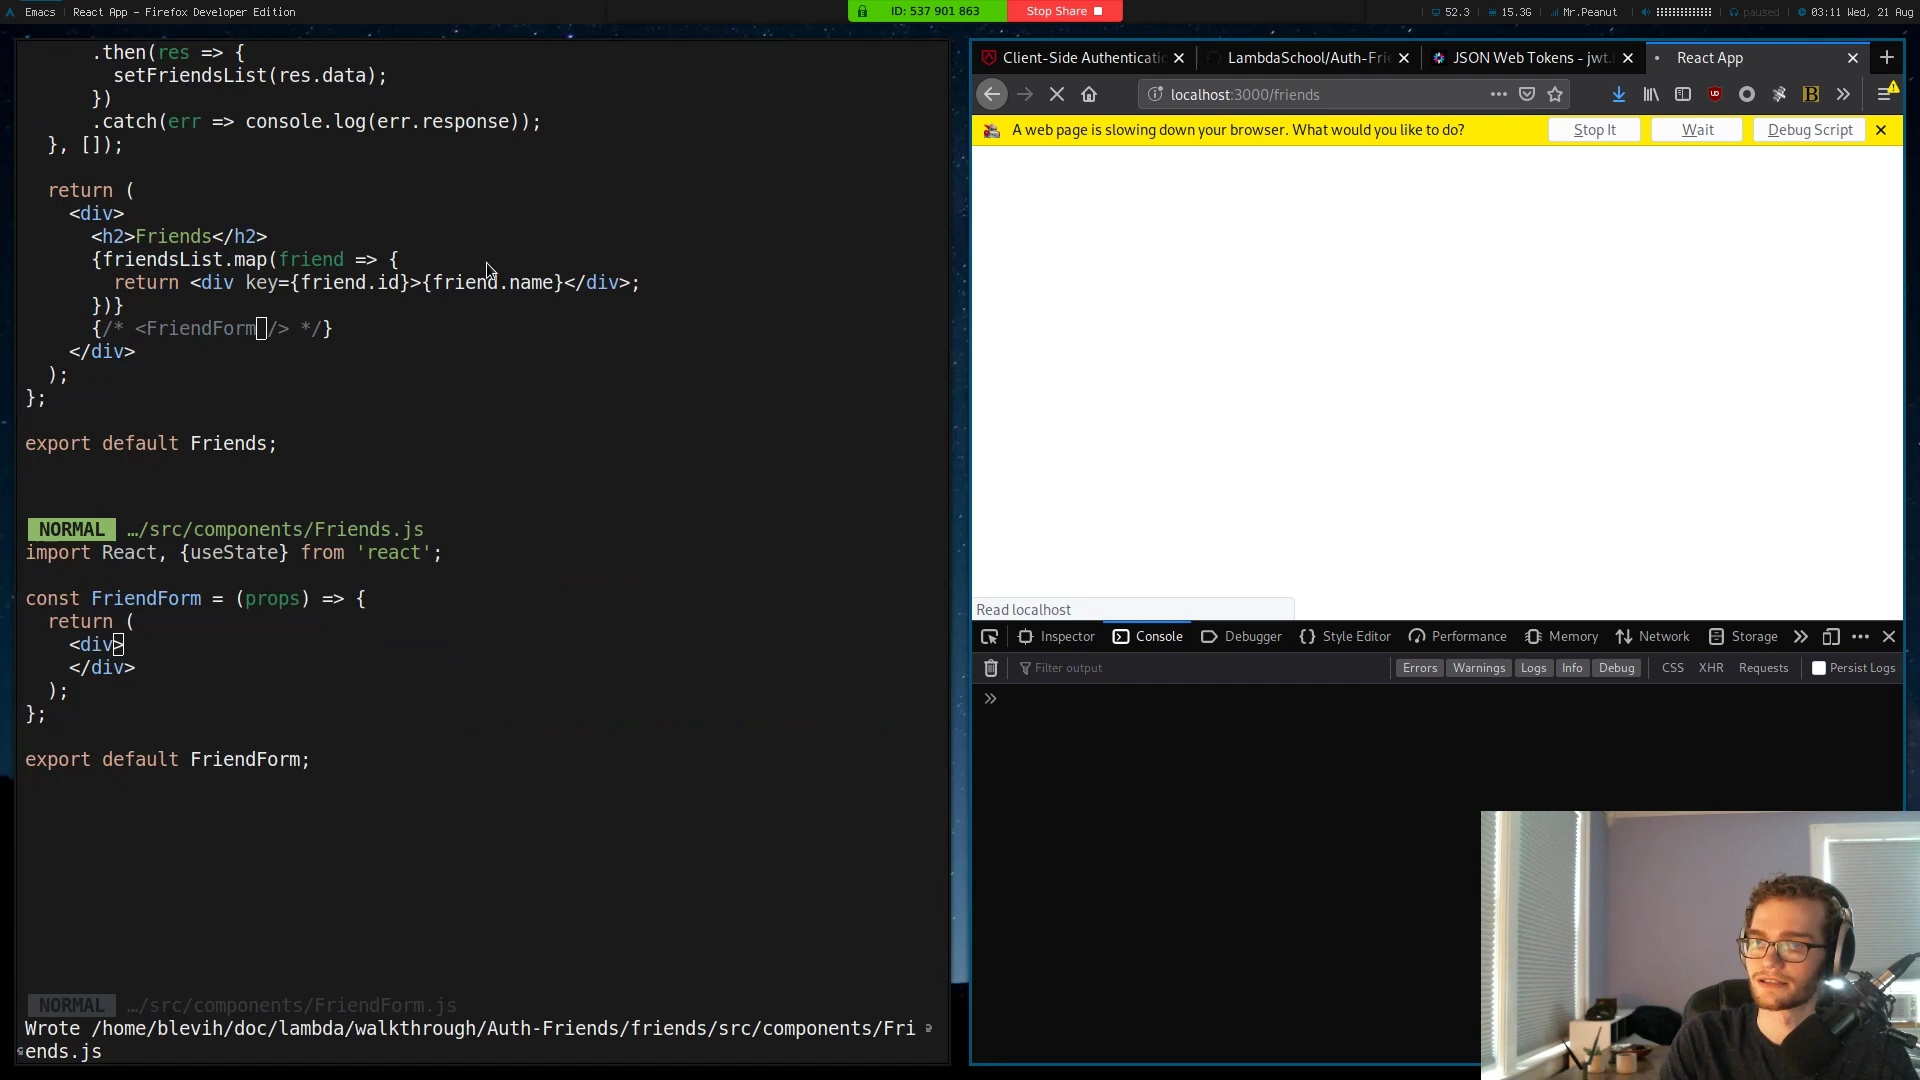 Emacs React App - Firefox Developer Edition
ID: 537 901 863 Stop Share
52.3 15.3G Mr.Peanut paused 03:11 Wed, 21 Aug
.then(res => {
setFriendsList(res.data);
})
.catch(err => console.log(err.response));
}, []);
return (
<div>
<h2>Friends</h2>
{friendsList.map(friend => {
return <div key={friend.id}>{friend.name}</div>;
})}
{/* <FriendForm /> */}
</div>
);
};
export default Friends;
NORMAL …/src/components/Friends.js
import React, {useState} from 'react';
const FriendForm = (props) => {
return (
<div>
</div>
);
};
export default FriendForm;
NORMAL …/src/components/FriendForm.js
Wrote /home/blevih/doc/lambda/walkthrough/Auth-Friends/friends/src/components/Fri
ends.js
Client-Side Authenticati LambdaSchool/Auth-Frie JSON Web Tokens - jwt.i React App
localhost:3000/friends
A web page is slowing down your browser. What would you like to do? Stop It Wait Debug Script
Read localhost
Inspector Console Debugger Style Editor Performance Memory Network Storage
Filter output Errors Warnings Logs Info Debug CSS XHR Requests Persist Logs